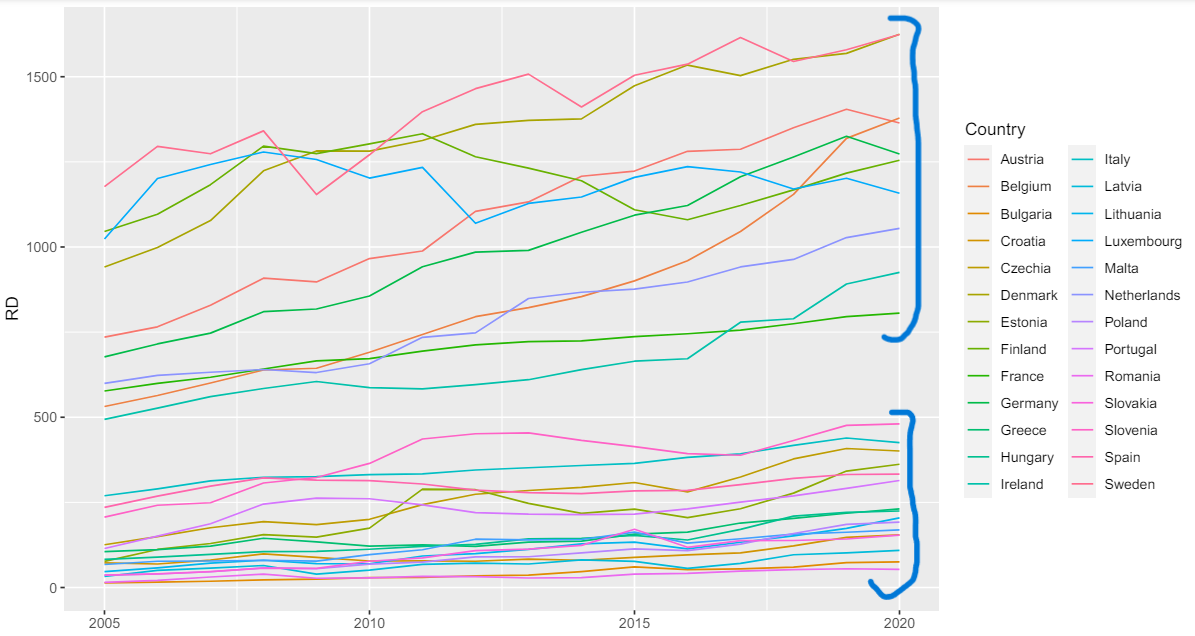 1500
1000
500
0
RD
2005 2010 2015 2020
Country
Austria Italy
Belgium Latvia
Bulgaria Lithuania
Croatia Luxembourg
Czechia Malta
Denmark Netherlands
Estonia Poland
Finland Portugal
France Romania
Germany Slovakia
Greece Slovenia
Hungary Spain
Ireland Sweden